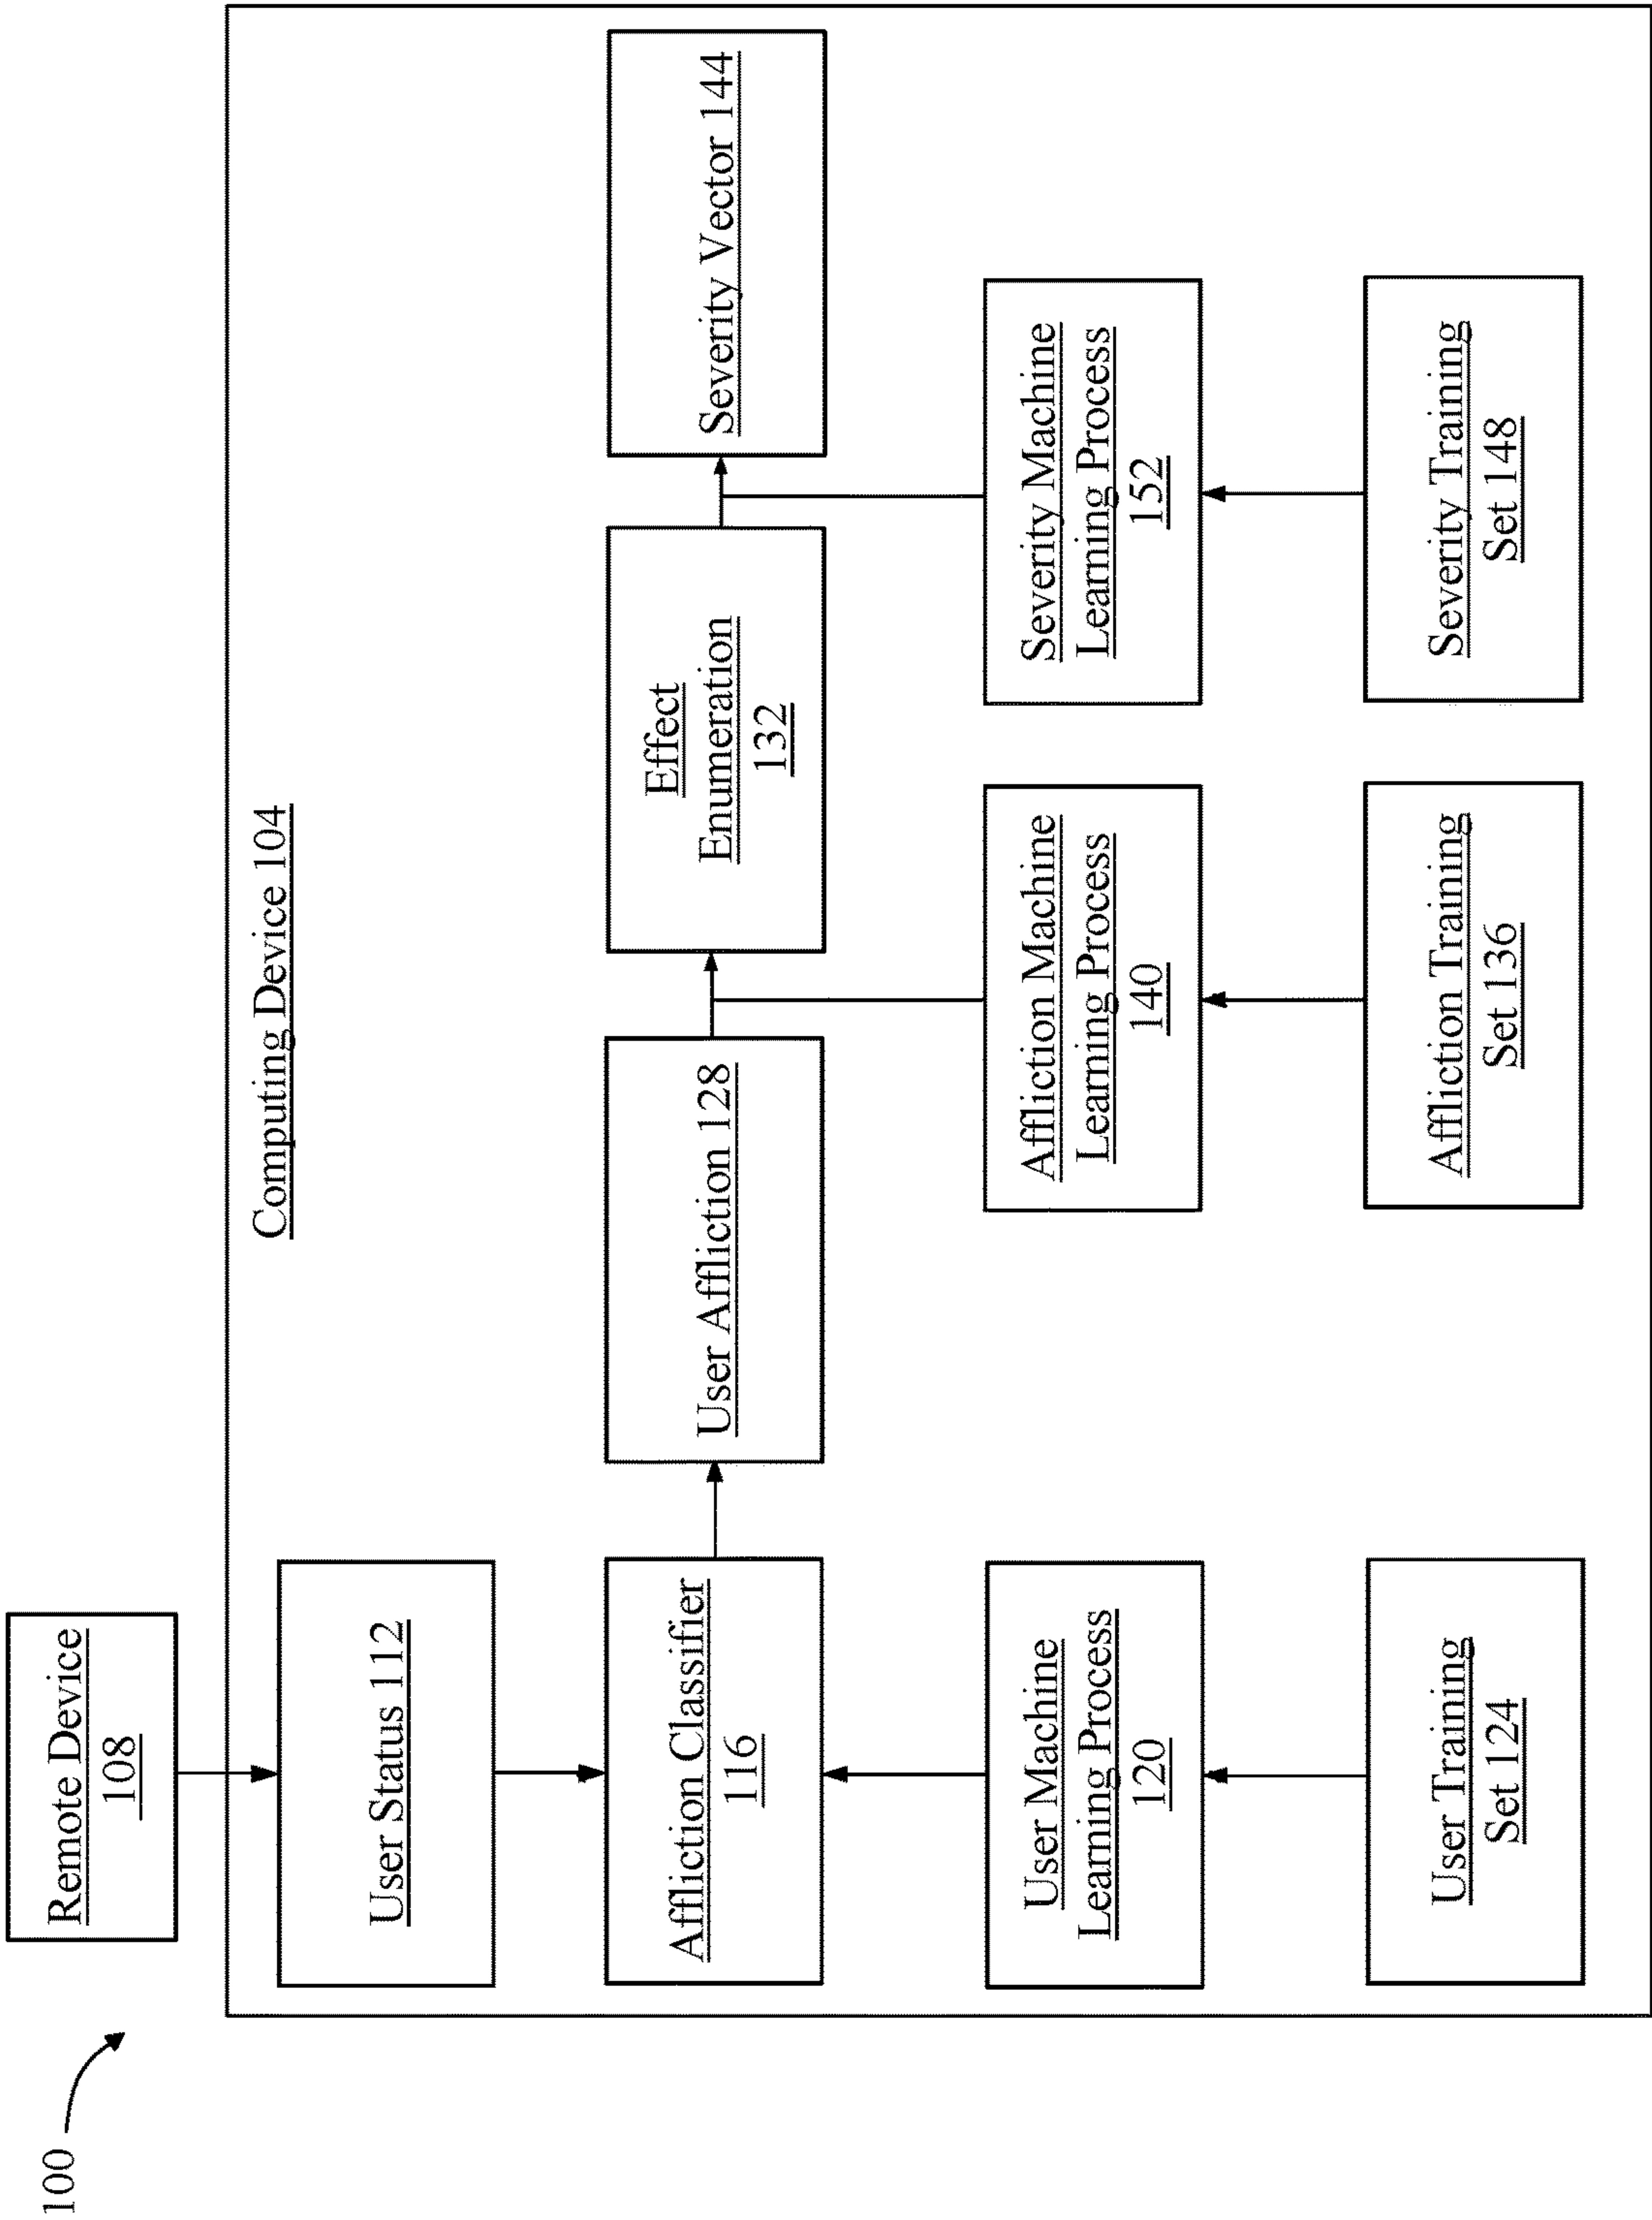 100
Remote Device
108
Computing Device 104
User Status 112
Affliction Classifier
116
User Affliction 128
Effect
Enumeration
132
Severity Vector 144
User Machine
Learning Process
120
Affliction Machine
Learning Process
140
Severity Machine
Learning Process
152
User Training
Set 124
Affliction Training
Set 136
Severity Training
Set 148